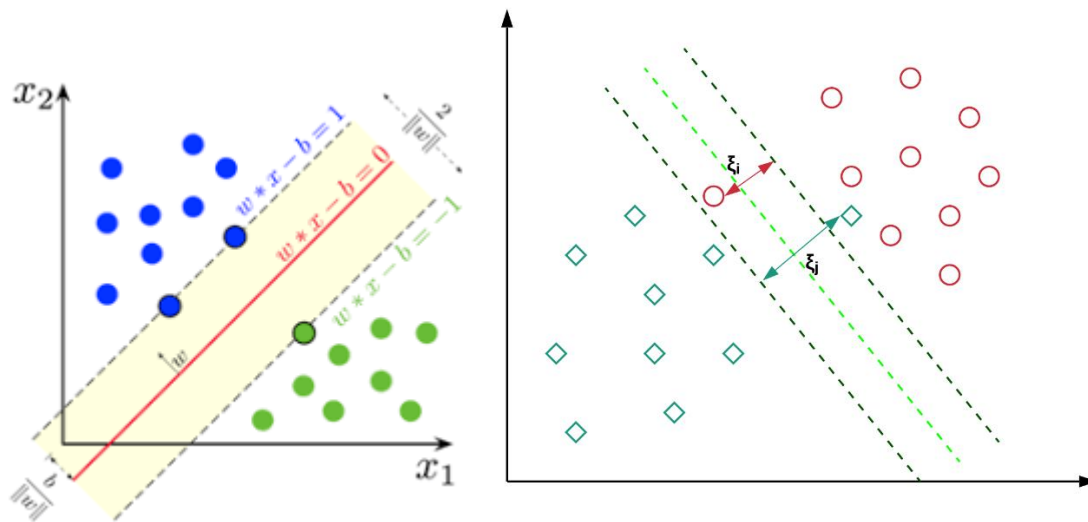 x₂
w * x − b = 1
w * x − b = 0
w * x − b = −1
2
‖w‖
w
b
‖w‖
x₁
ξi
ξj